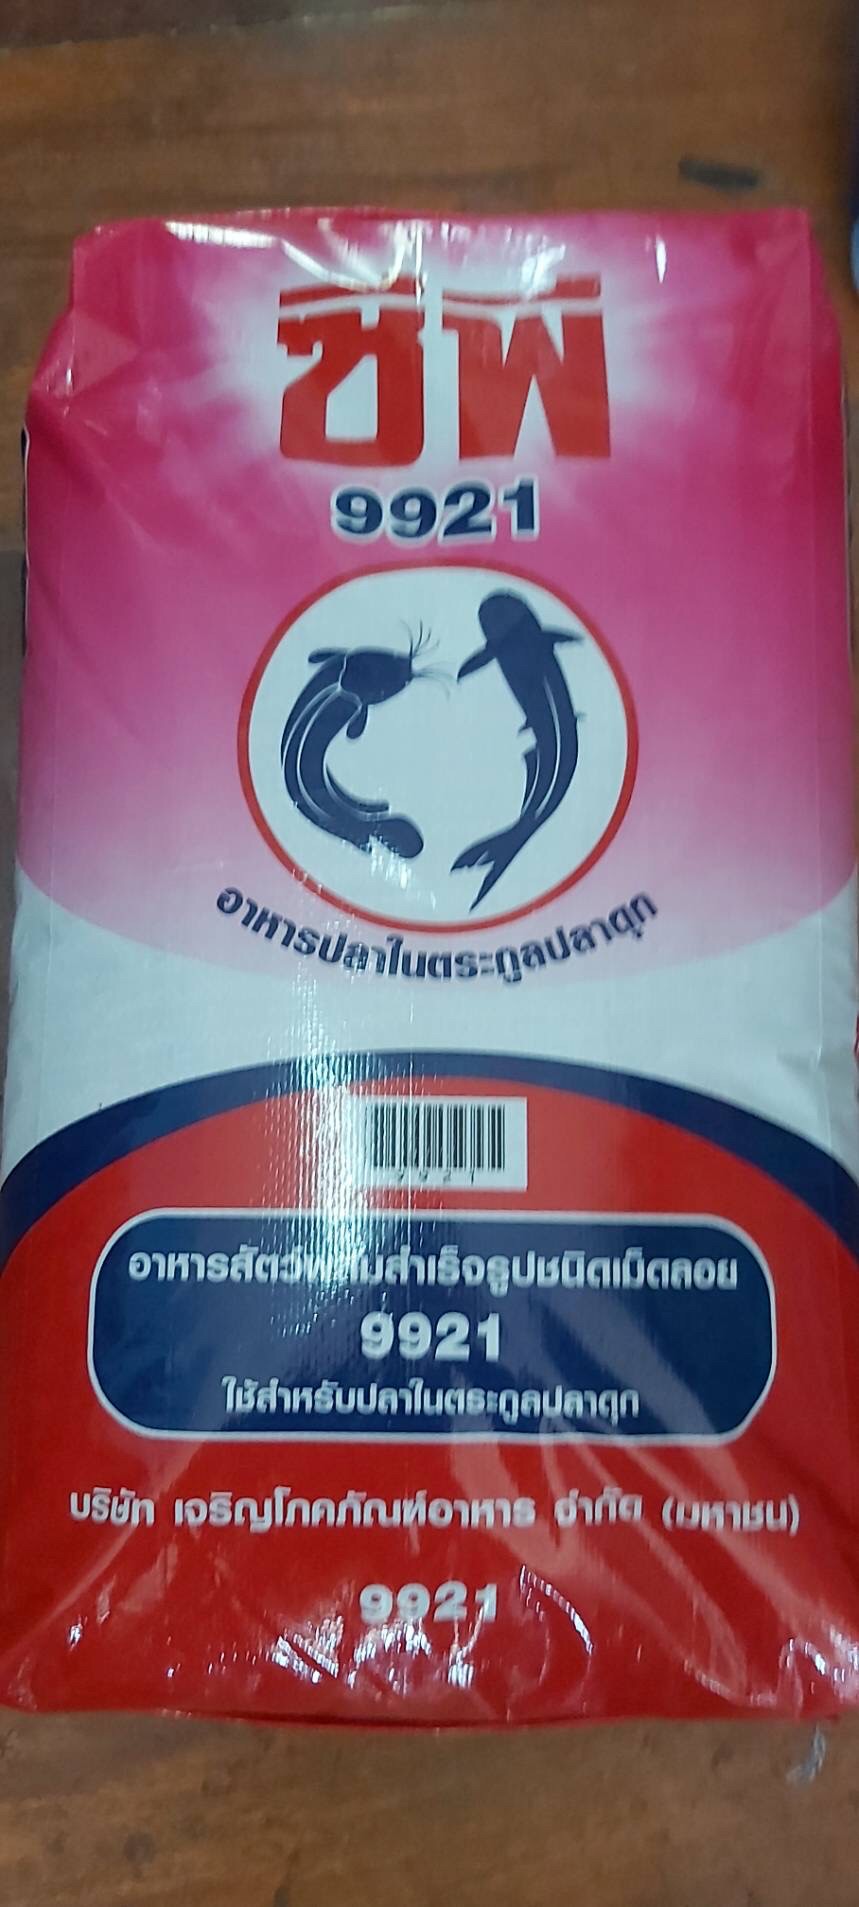 ซีพี
9921
อาหารปลาในตระกูลปลาดุก
9921
อาหารสัตว์ผสมสำเร็จรูปชนิดเม็ดลอย
9921
ใช้สำหรับปลาในตระกูลปลาดุก
บริษัท เจริญโภคภัณฑ์อาหาร จำกัด (มหาชน)
9921